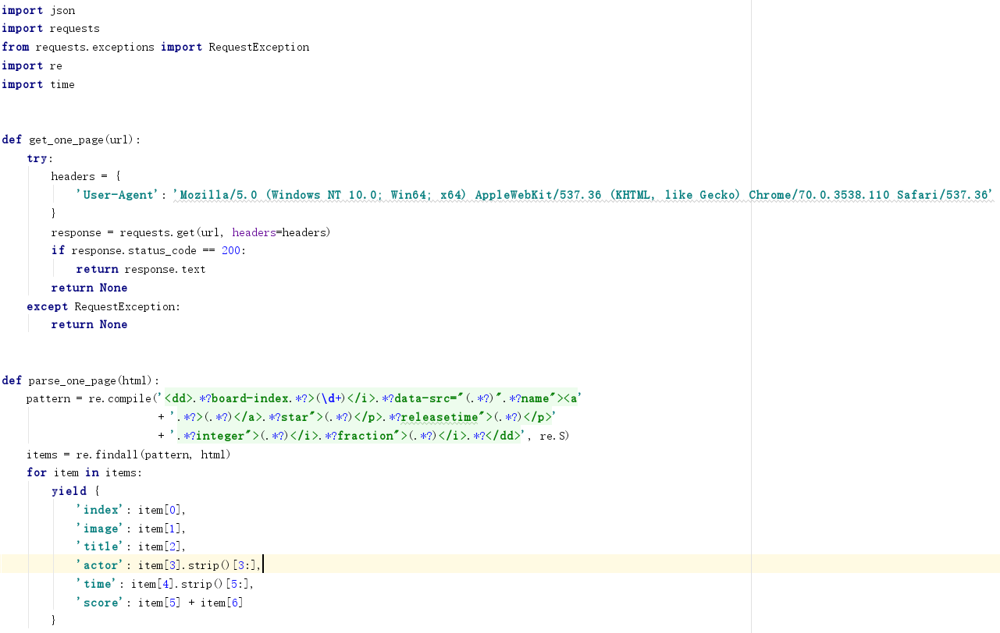 import json
import requests
from requests.exceptions import RequestException
import re
import time
def get_one_page(url):
    try:
        headers = {
            'User-Agent': 'Mozilla/5.0 (Windows NT 10.0; Win64; x64) AppleWebKit/537.36 (KHTML, like Gecko) Chrome/70.0.3538.110 Safari/537.36'
        }
        response = requests.get(url, headers=headers)
        if response.status_code == 200:
            return response.text
        return None
    except RequestException:
        return None
def parse_one_page(html):
    pattern = re.compile('<dd>.*?board-index.*?>(\d+)</i>.*?data-src="(.*?)".*?name"><a'
                         + '.*?>(.*?)</a>.*?star">(.*?)</p>.*?releasetime">(.*?)</p>'
                         + '.*?integer">(.*?)</i>.*?fraction">(.*?)</i>.*?</dd>', re.S)
    items = re.findall(pattern, html)
    for item in items:
        yield {
            'index': item[0],
            'image': item[1],
            'title': item[2],
            'actor': item[3].strip()[3:],
            'time': item[4].strip()[5:],
            'score': item[5] + item[6]
        }